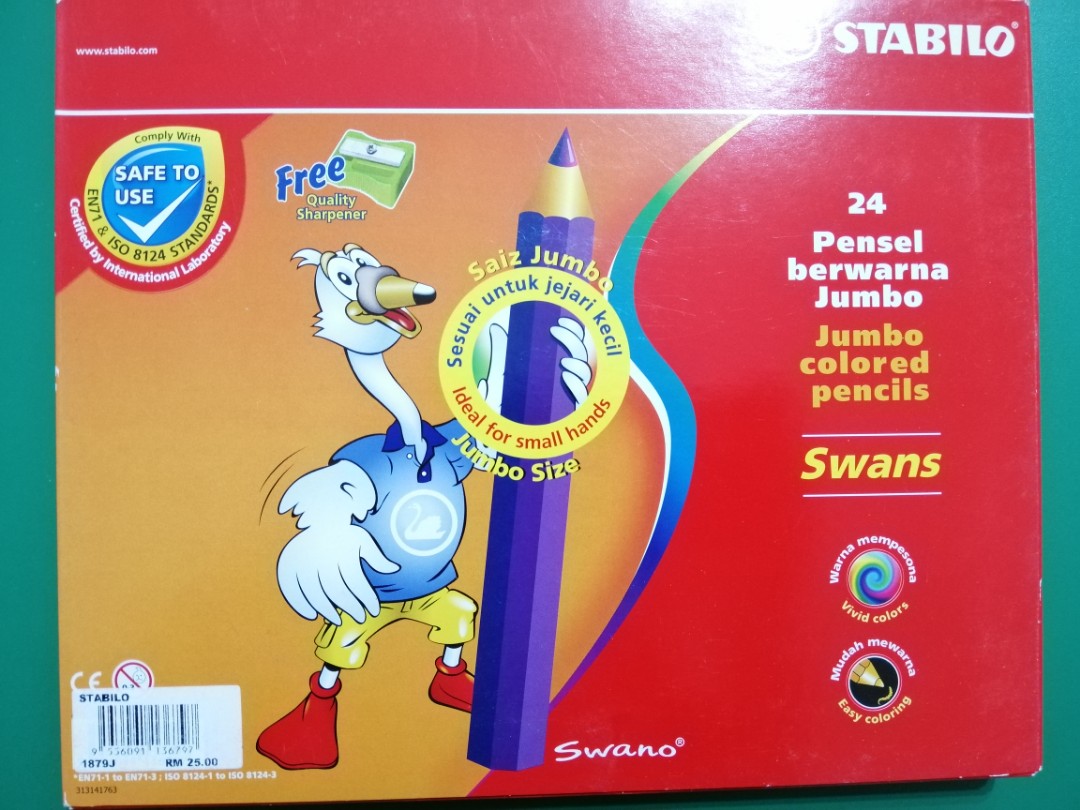 www.stabilo.com
STABILO®
Comply With
SAFE TO
USE
EN71 & ISO 8124 STANDARDS*
Certified by International Laboratory
Free
Quality
Sharpener
Saiz Jumbo
Sesuai untuk jejari kecil
Ideal for small hands
Jumbo Size
24
Pensel
berwarna
Jumbo
Jumbo
colored
pencils
Swans
Warna mempesona
Vivid colors
Mudah mewarna
Easy coloring
Swano®
CE
STABILO
1879J RM 25.00
*EN71-1 to EN71-3 ; ISO 8124-1 to ISO 8124-3
313141763